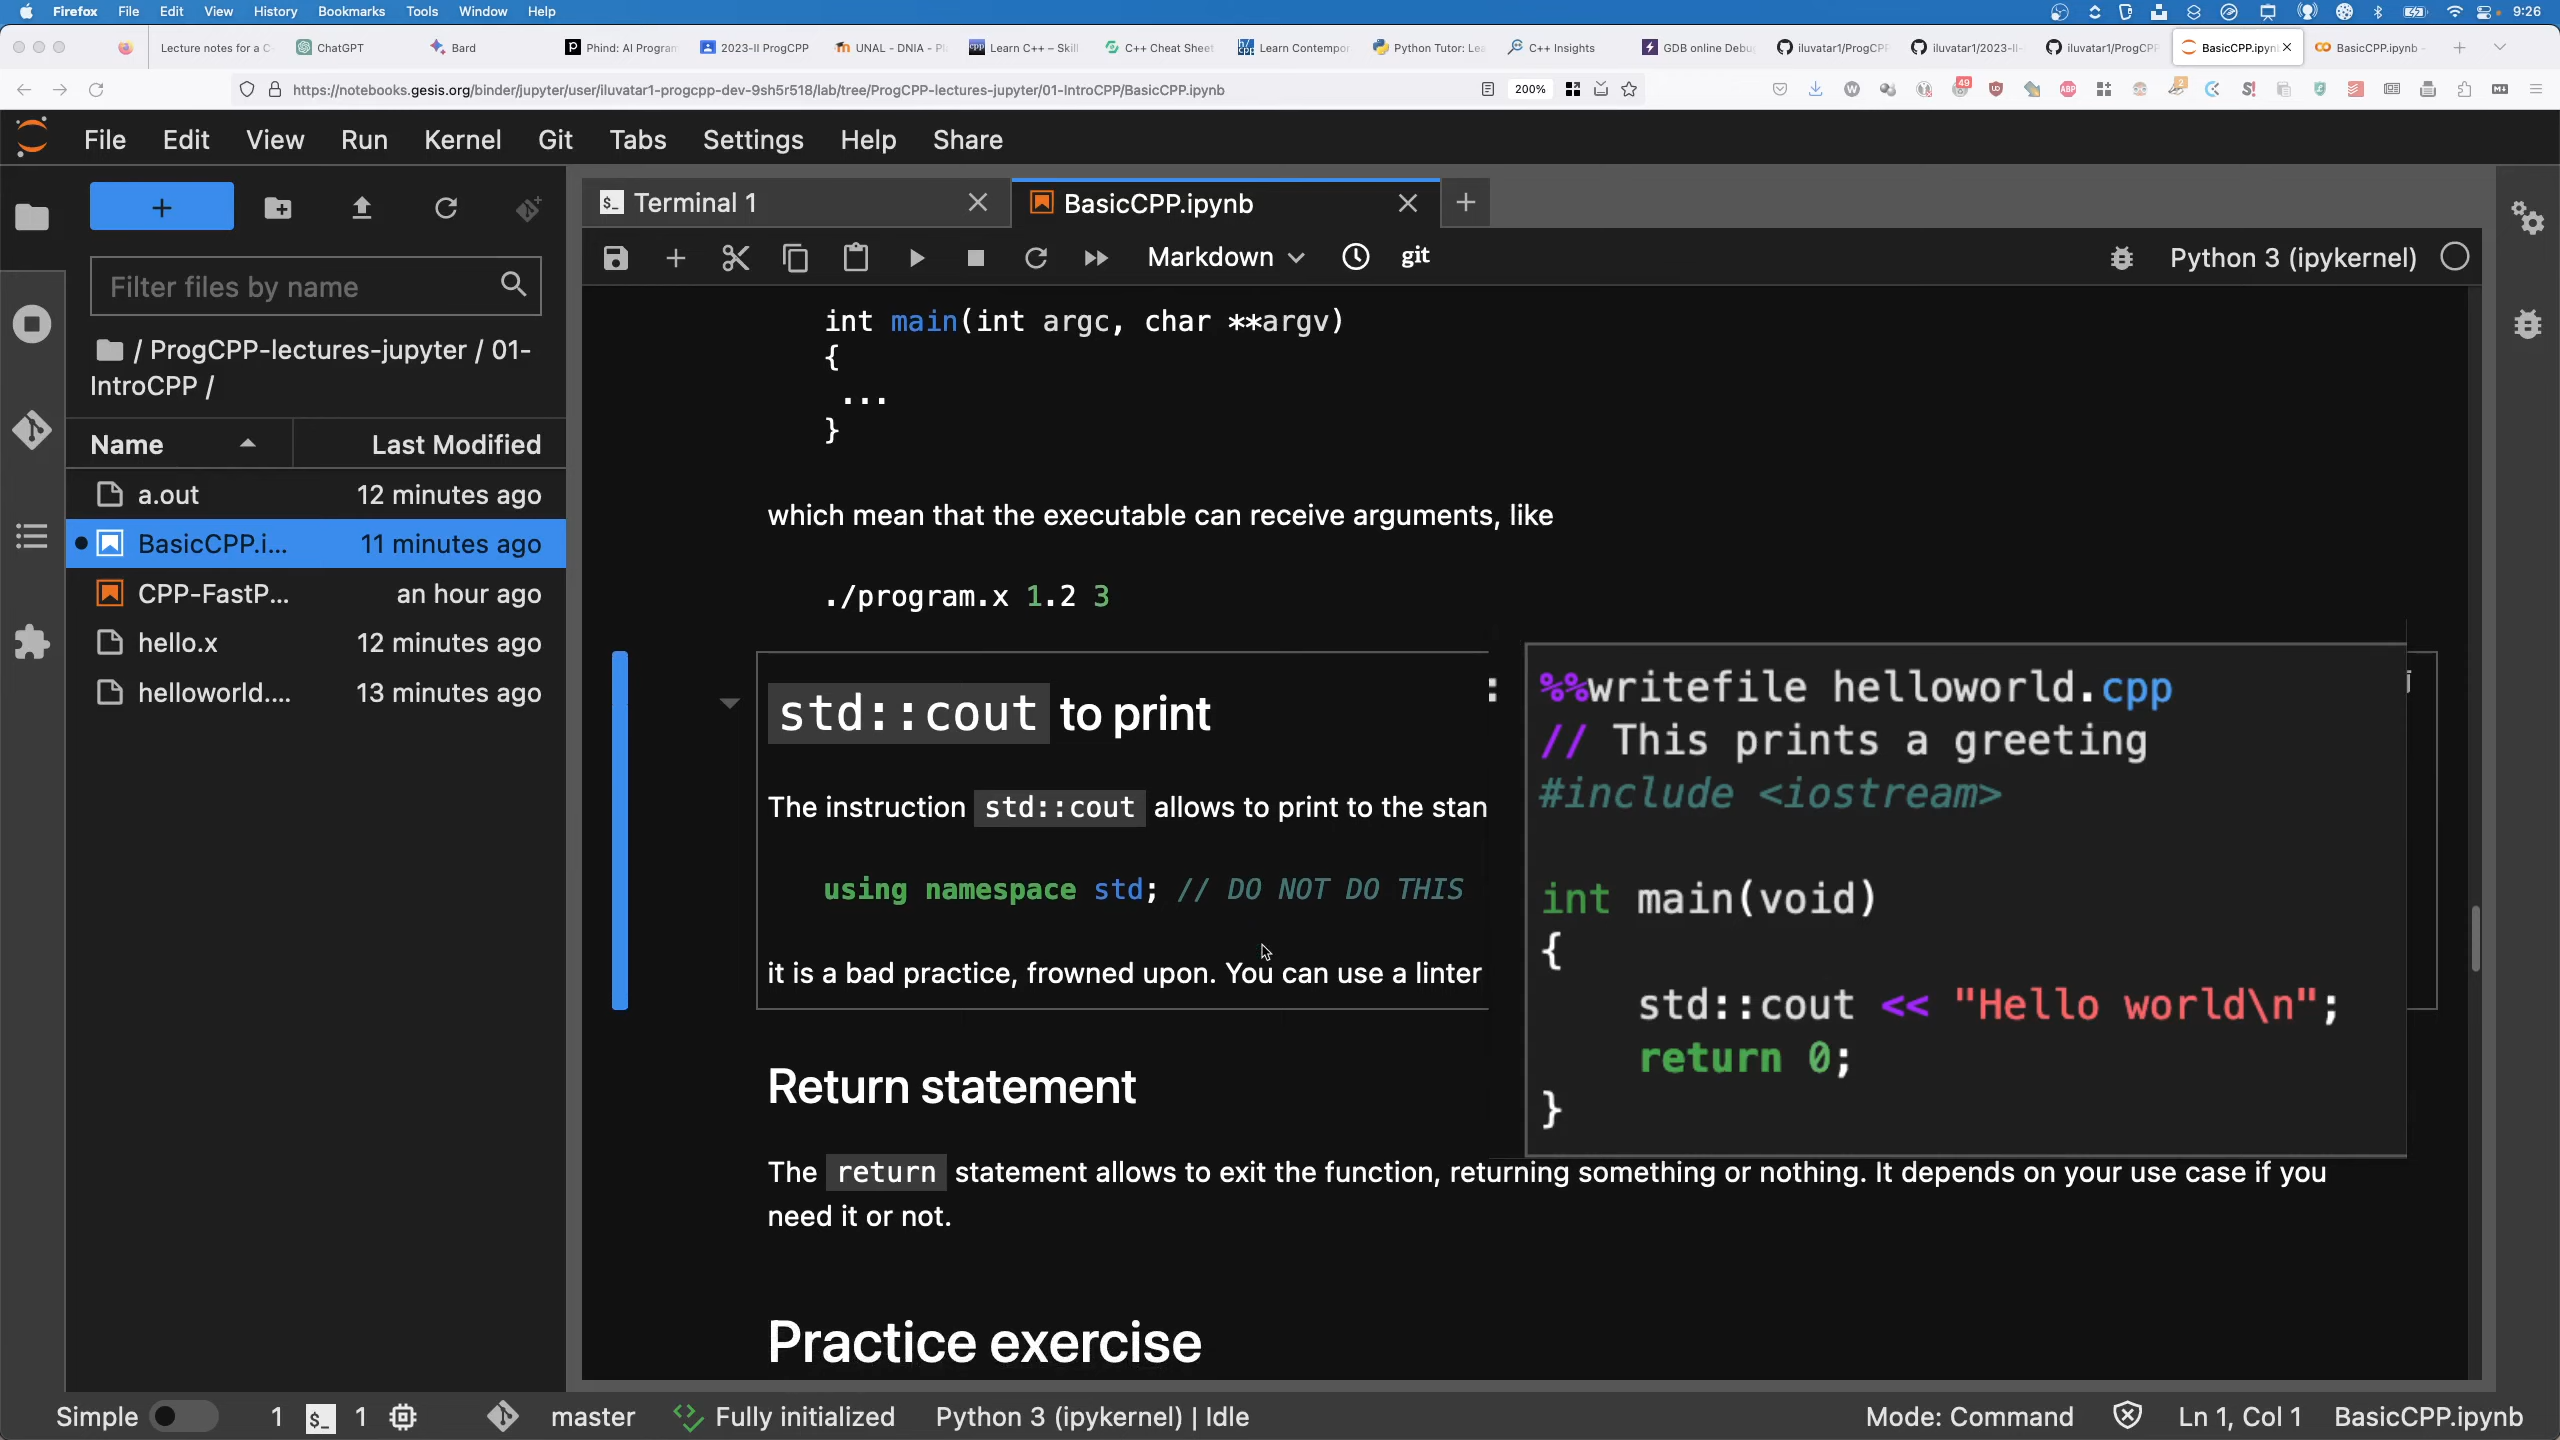 Firefox File Edit View History Bookmarks Tools Window Help 9:26
Lecture notes for a C ChatGPT Bard Phind: AI Program 2023-II ProgCPP UNAL - DNIA - Pl Learn C++ – Skill C++ Cheat Sheet Learn Contempor Python Tutor: Lea C++ Insights GDB online Debu iluvatar1/ProgCPP iluvatar1/2023-II- iluvatar1/ProgCPP BasicCPP.ipyn BasicCPP.ipynb -
https://notebooks.gesis.org/binder/jupyter/user/iluvatar1-progcpp-dev-9sh5r518/lab/tree/ProgCPP-lectures-jupyter/01-IntroCPP/BasicCPP.ipynb 200%
File Edit View Run Kernel Git Tabs Settings Help Share
+
Filter files by name
/ ProgCPP-lectures-jupyter / 01-
IntroCPP /
Name Last Modified
a.out 12 minutes ago
BasicCPP.i... 11 minutes ago
CPP-FastP... an hour ago
hello.x 12 minutes ago
helloworld.... 13 minutes ago
Terminal 1 BasicCPP.ipynb
Markdown git Python 3 (ipykernel)
int main(int argc, char **argv)
{
...
}
which mean that the executable can receive arguments, like
./program.x 1.2 3
std::cout to print
The instruction std::cout allows to print to the stan
using namespace std; // DO NOT DO THIS
it is a bad practice, frowned upon. You can use a linter
:
%%writefile helloworld.cpp
// This prints a greeting
#include <iostream>
int main(void)
{
std::cout << "Hello world\n";
return 0;
}
Return statement
The return statement allows to exit the function, returning something or nothing. It depends on your use case if you
need it or not.
Practice exercise
Simple 1 1 master Fully initialized Python 3 (ipykernel) | Idle Mode: Command Ln 1, Col 1 BasicCPP.ipynb